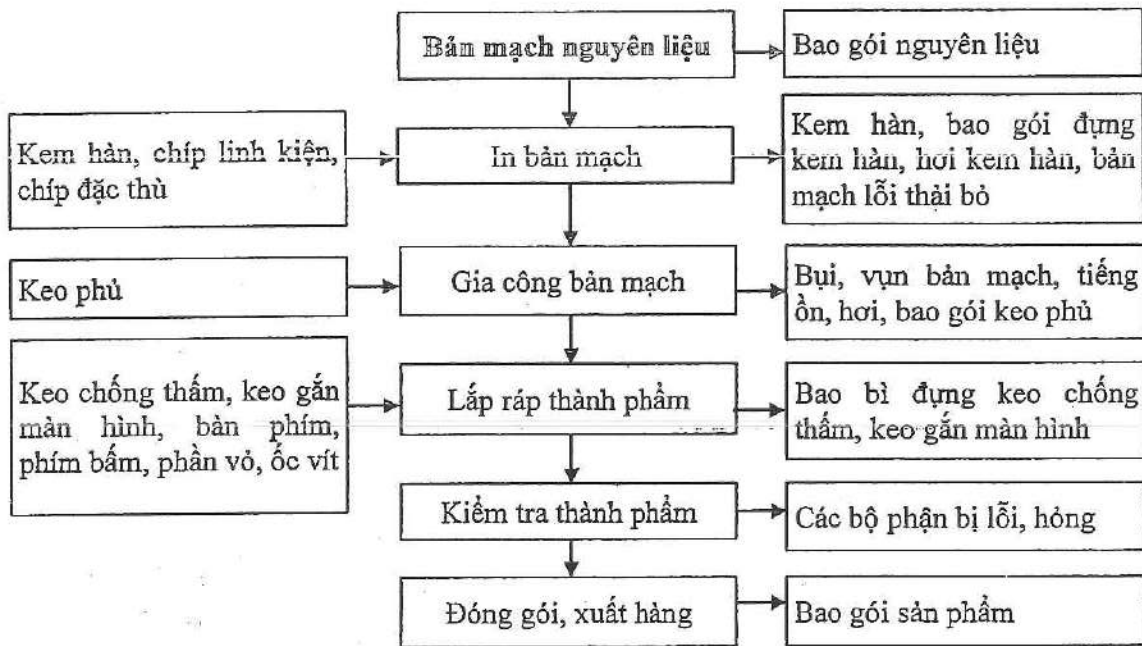 Bản mạch nguyên liệu
Bao gói nguyên liệu
Kem hàn, chíp linh kiện,
chíp đặc thù
In bản mạch
Kem hàn, bao gói đựng
kem hàn, hơi kem hàn, bản
mạch lỗi thải bỏ
Keo phủ
Gia công bản mạch
Bụi, vụn bản mạch, tiếng
ồn, hơi, bao gói keo phủ
Keo chống thấm, keo gắn
màn hình, bàn phím,
phím bấm, phần vỏ, ốc vít
Lắp ráp thành phẩm
Bao bì đựng keo chống
thấm, keo gắn màn hình
Kiểm tra thành phẩm
Các bộ phận bị lỗi, hỏng
Đóng gói, xuất hàng
Bao gói sản phẩm